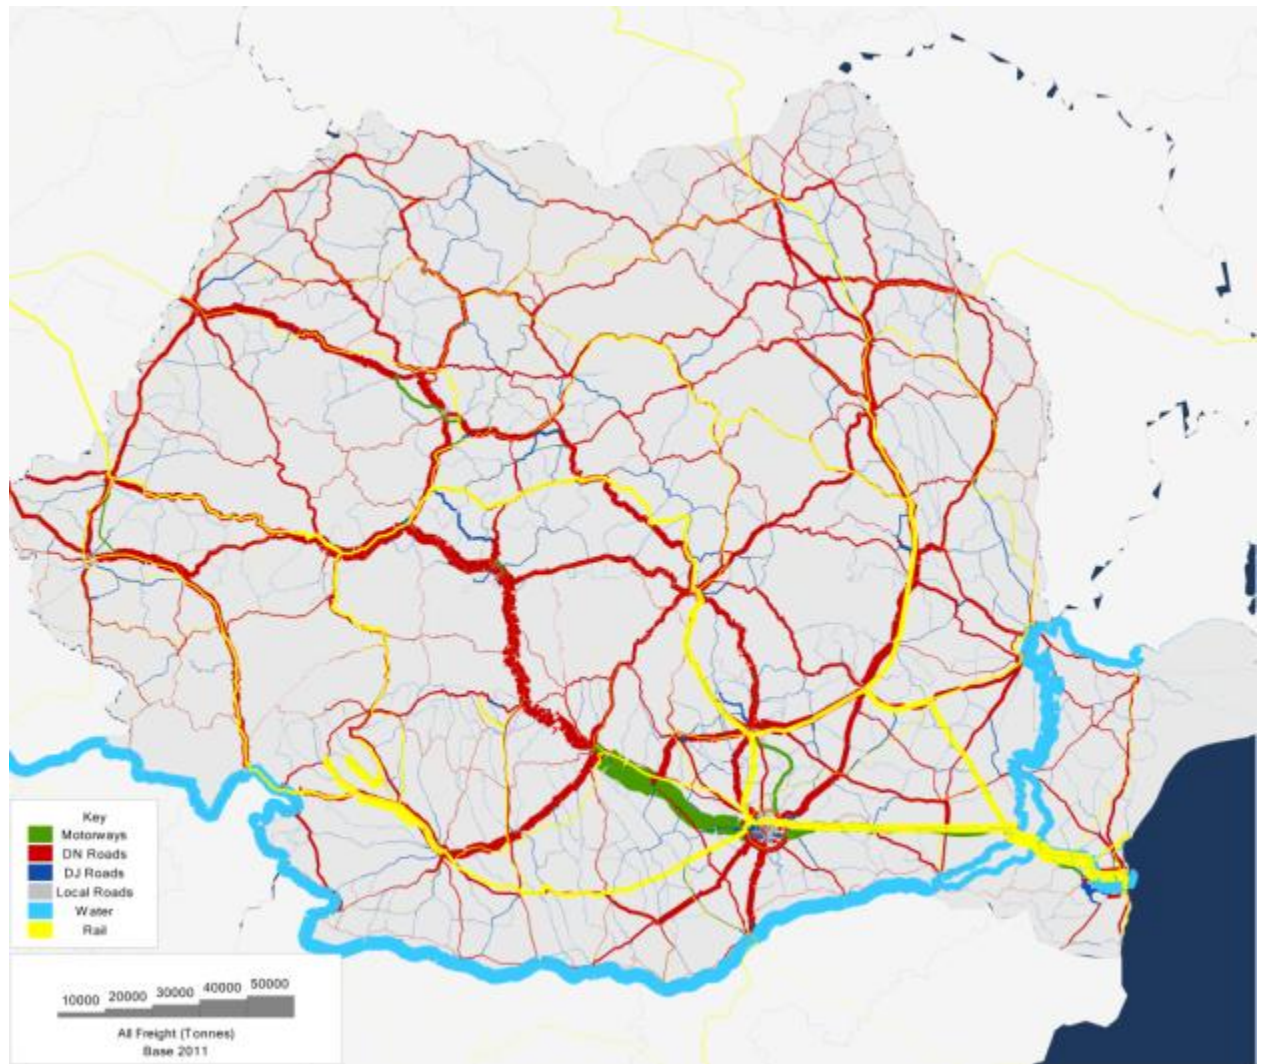 Key
Motorways
DN Roads
DJ Roads
Local Roads
Water
Rail
10000 20000 30000 40000 50000
All Freight (Tonnes)
Base 2011